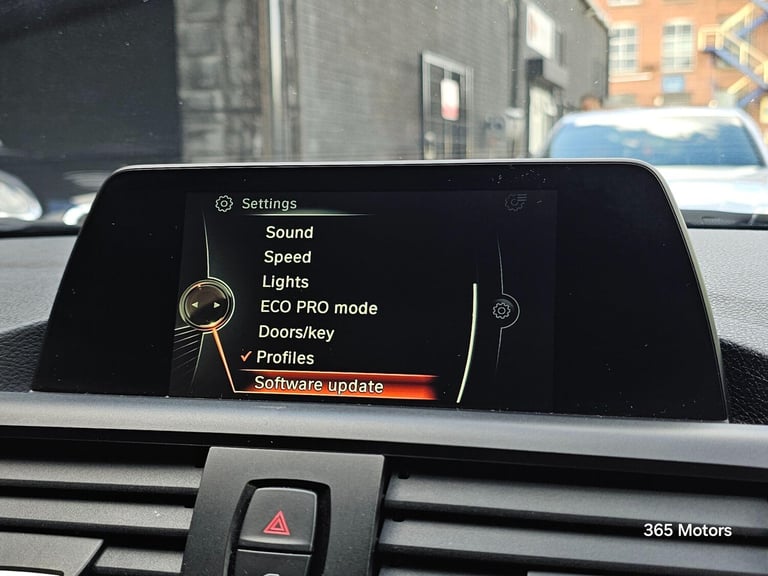 Settings
Sound
Speed
Lights
ECO PRO mode
Doors/key
Profiles
Software update
365 Motors